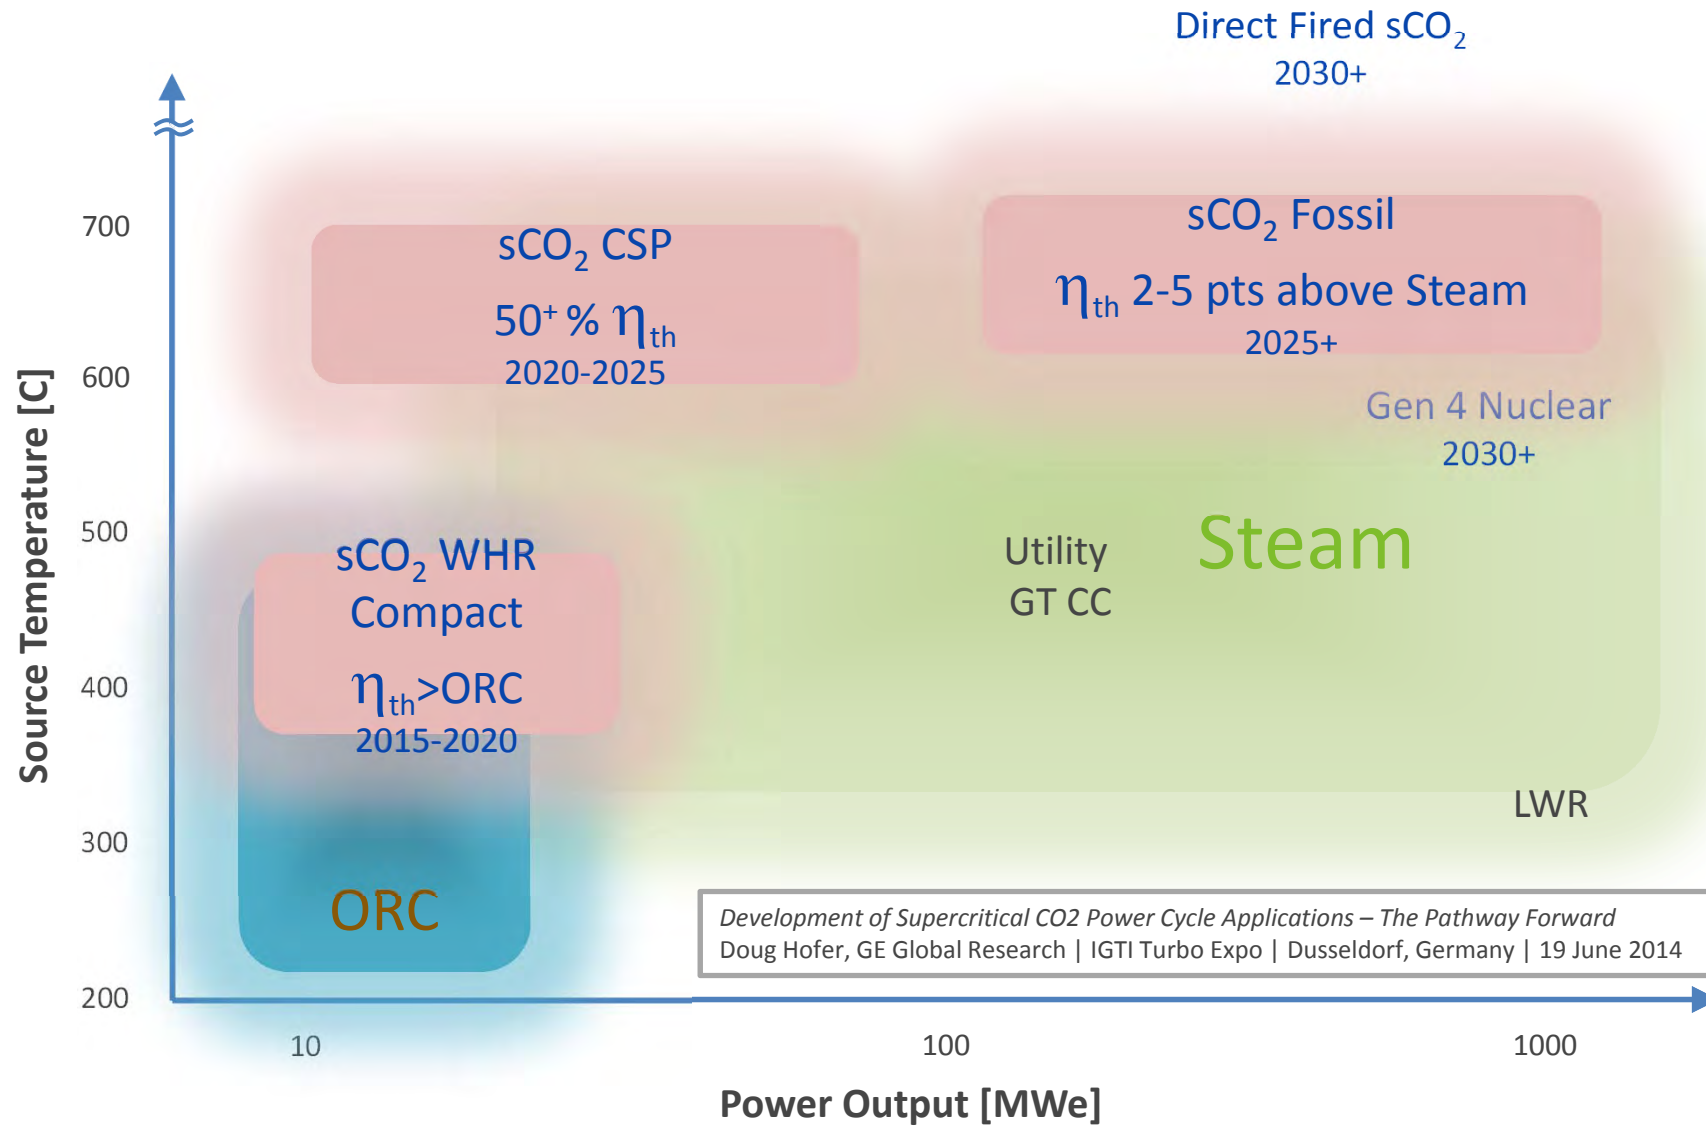 Direct Fired sCO₂
2030+
700
600
500
400
300
200
Source Temperature [C]
sCO₂ CSP
50⁺ % ηth
2020-2025
sCO₂ Fossil
ηth 2-5 pts above Steam
2025+
Gen 4 Nuclear
2030+
sCO₂ WHR
Compact
ηth>ORC
2015-2020
Utility
GT CC
Steam
LWR
ORC
Development of Supercritical CO2 Power Cycle Applications – The Pathway Forward
Doug Hofer, GE Global Research | IGTI Turbo Expo | Dusseldorf, Germany | 19 June 2014
10
100
1000
Power Output [MWe]